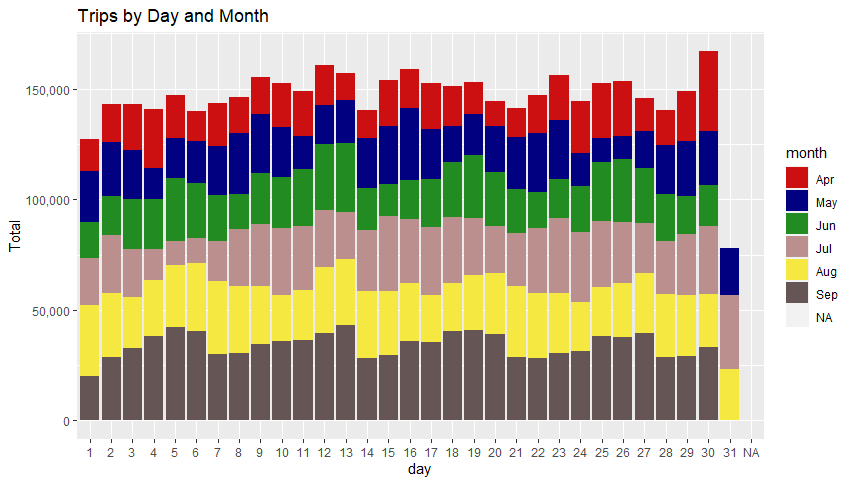 Trips by Day and Month
150,000
100,000
50,000
0
Total
1 2 3 4 5 6 7 8 9 10 11 12 13 14 15 16 17 18 19 20 21 22 23 24 25 26 27 28 29 30 31 NA
day
month
Apr
May
Jun
Jul
Aug
Sep
NA